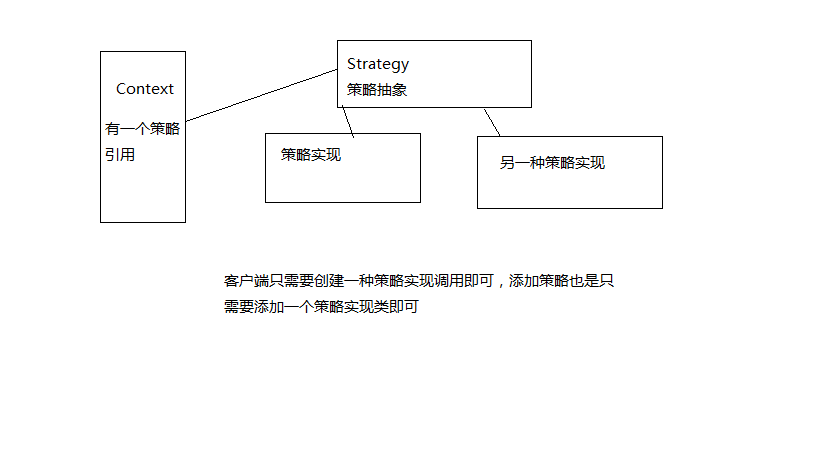 Context
有一个策略
引用
Strategy
策略抽象
策略实现
另一种策略实现
客户端只需要创建一种策略实现调用即可，添加策略也是只
需要添加一个策略实现类即可